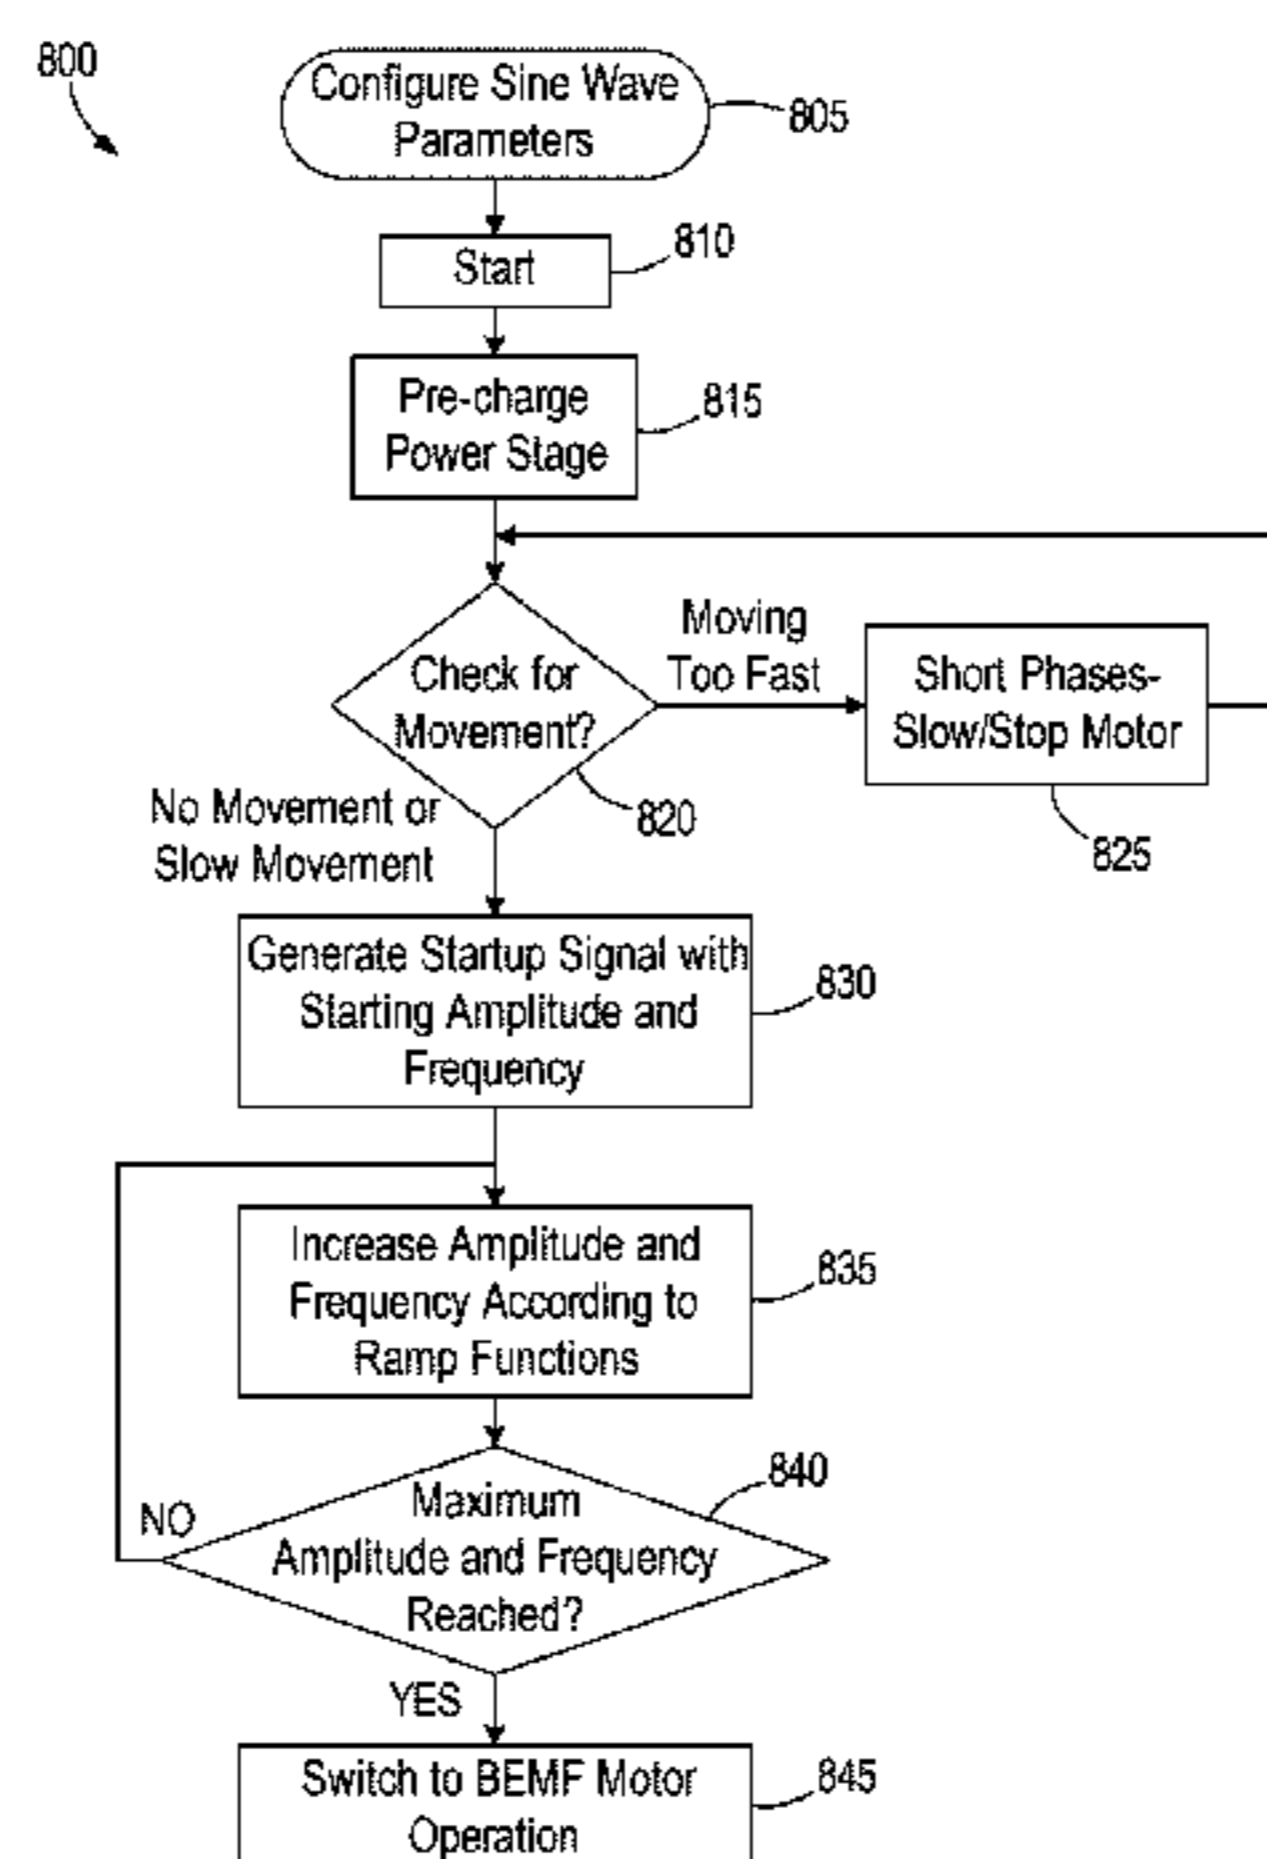 800
Configure Sine Wave
Parameters
805
Start
810
Pre-charge
Power Stage
815
Check for
Movement?
820
Moving
Too Fast
Short Phases-
Slow/Stop Motor
825
No Movement or
Slow Movement
Generate Startup Signal with
Starting Amplitude and
Frequency
830
Increase Amplitude and
Frequency According to
Ramp Functions
835
Maximum
Amplitude and Frequency
Reached?
840
NO
YES
Switch to BEMF Motor
Operation
845